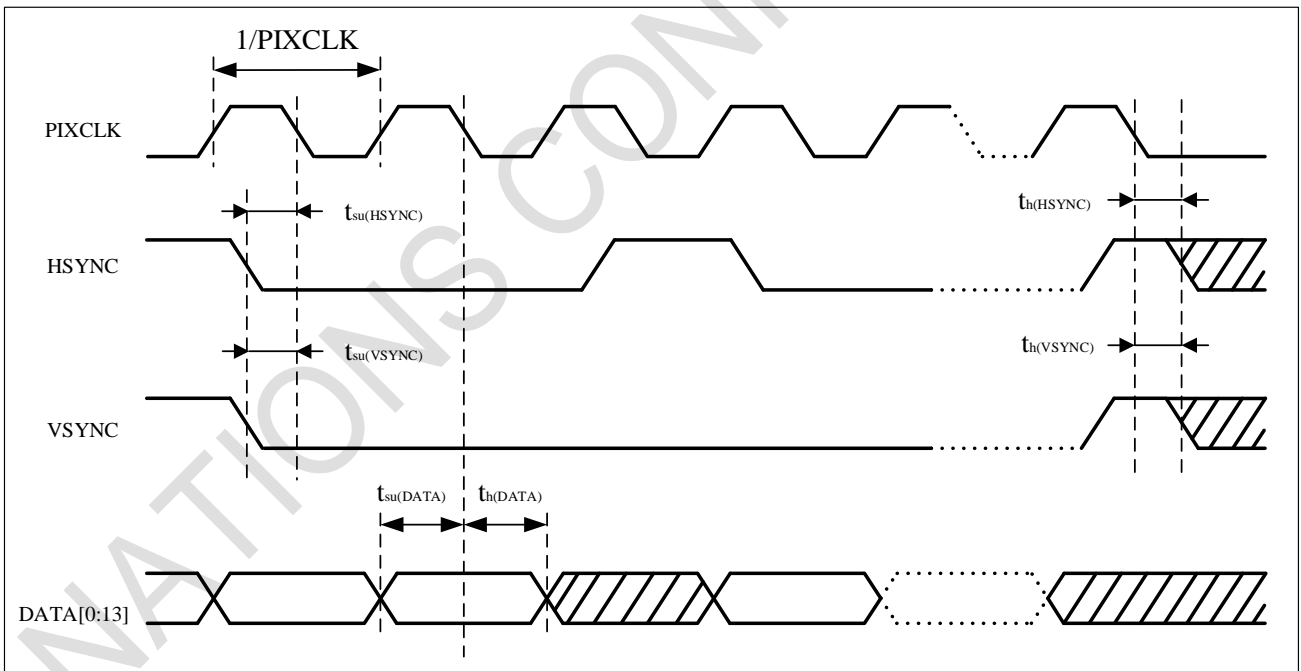 1/PIXCLK
PIXCLK
tsu(HSYNC)
th(HSYNC)
HSYNC
tsu(VSYNC)
th(VSYNC)
VSYNC
tsu(DATA)
th(DATA)
DATA[0:13]
NATIONS CON